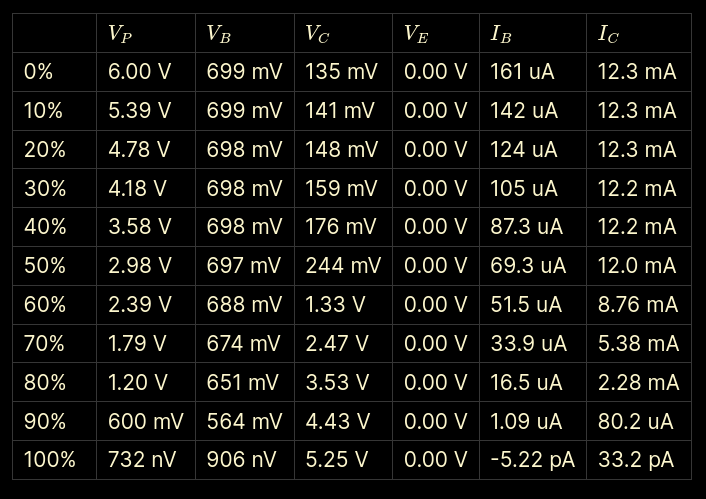 V_P V_B V_C V_E I_B I_C
0% 6.00 V 699 mV 135 mV 0.00 V 161 uA 12.3 mA
10% 5.39 V 699 mV 141 mV 0.00 V 142 uA 12.3 mA
20% 4.78 V 698 mV 148 mV 0.00 V 124 uA 12.3 mA
30% 4.18 V 698 mV 159 mV 0.00 V 105 uA 12.2 mA
40% 3.58 V 698 mV 176 mV 0.00 V 87.3 uA 12.2 mA
50% 2.98 V 697 mV 244 mV 0.00 V 69.3 uA 12.0 mA
60% 2.39 V 688 mV 1.33 V 0.00 V 51.5 uA 8.76 mA
70% 1.79 V 674 mV 2.47 V 0.00 V 33.9 uA 5.38 mA
80% 1.20 V 651 mV 3.53 V 0.00 V 16.5 uA 2.28 mA
90% 600 mV 564 mV 4.43 V 0.00 V 1.09 uA 80.2 uA
100% 732 nV 906 nV 5.25 V 0.00 V -5.22 pA 33.2 pA